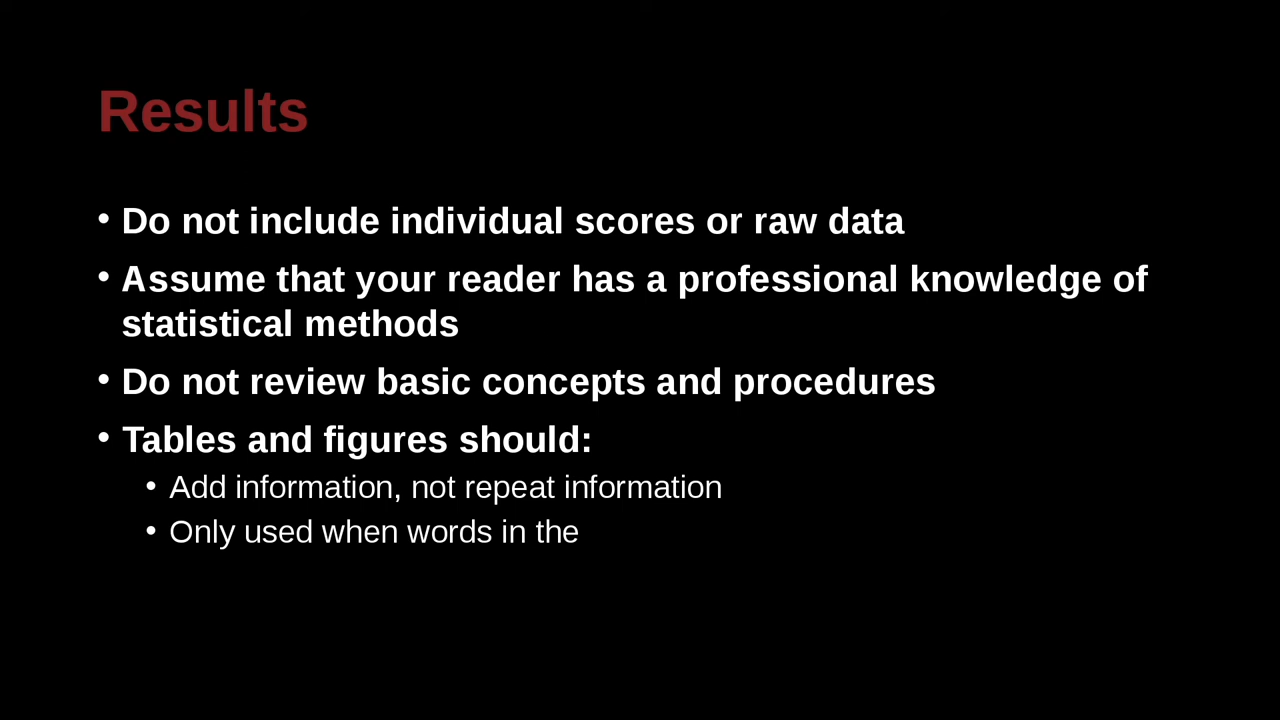 Results
• Do not include individual scores or raw data
• Assume that your reader has a professional knowledge of
statistical methods
• Do not review basic concepts and procedures
• Tables and figures should:
• Add information, not repeat information
• Only used when words in the